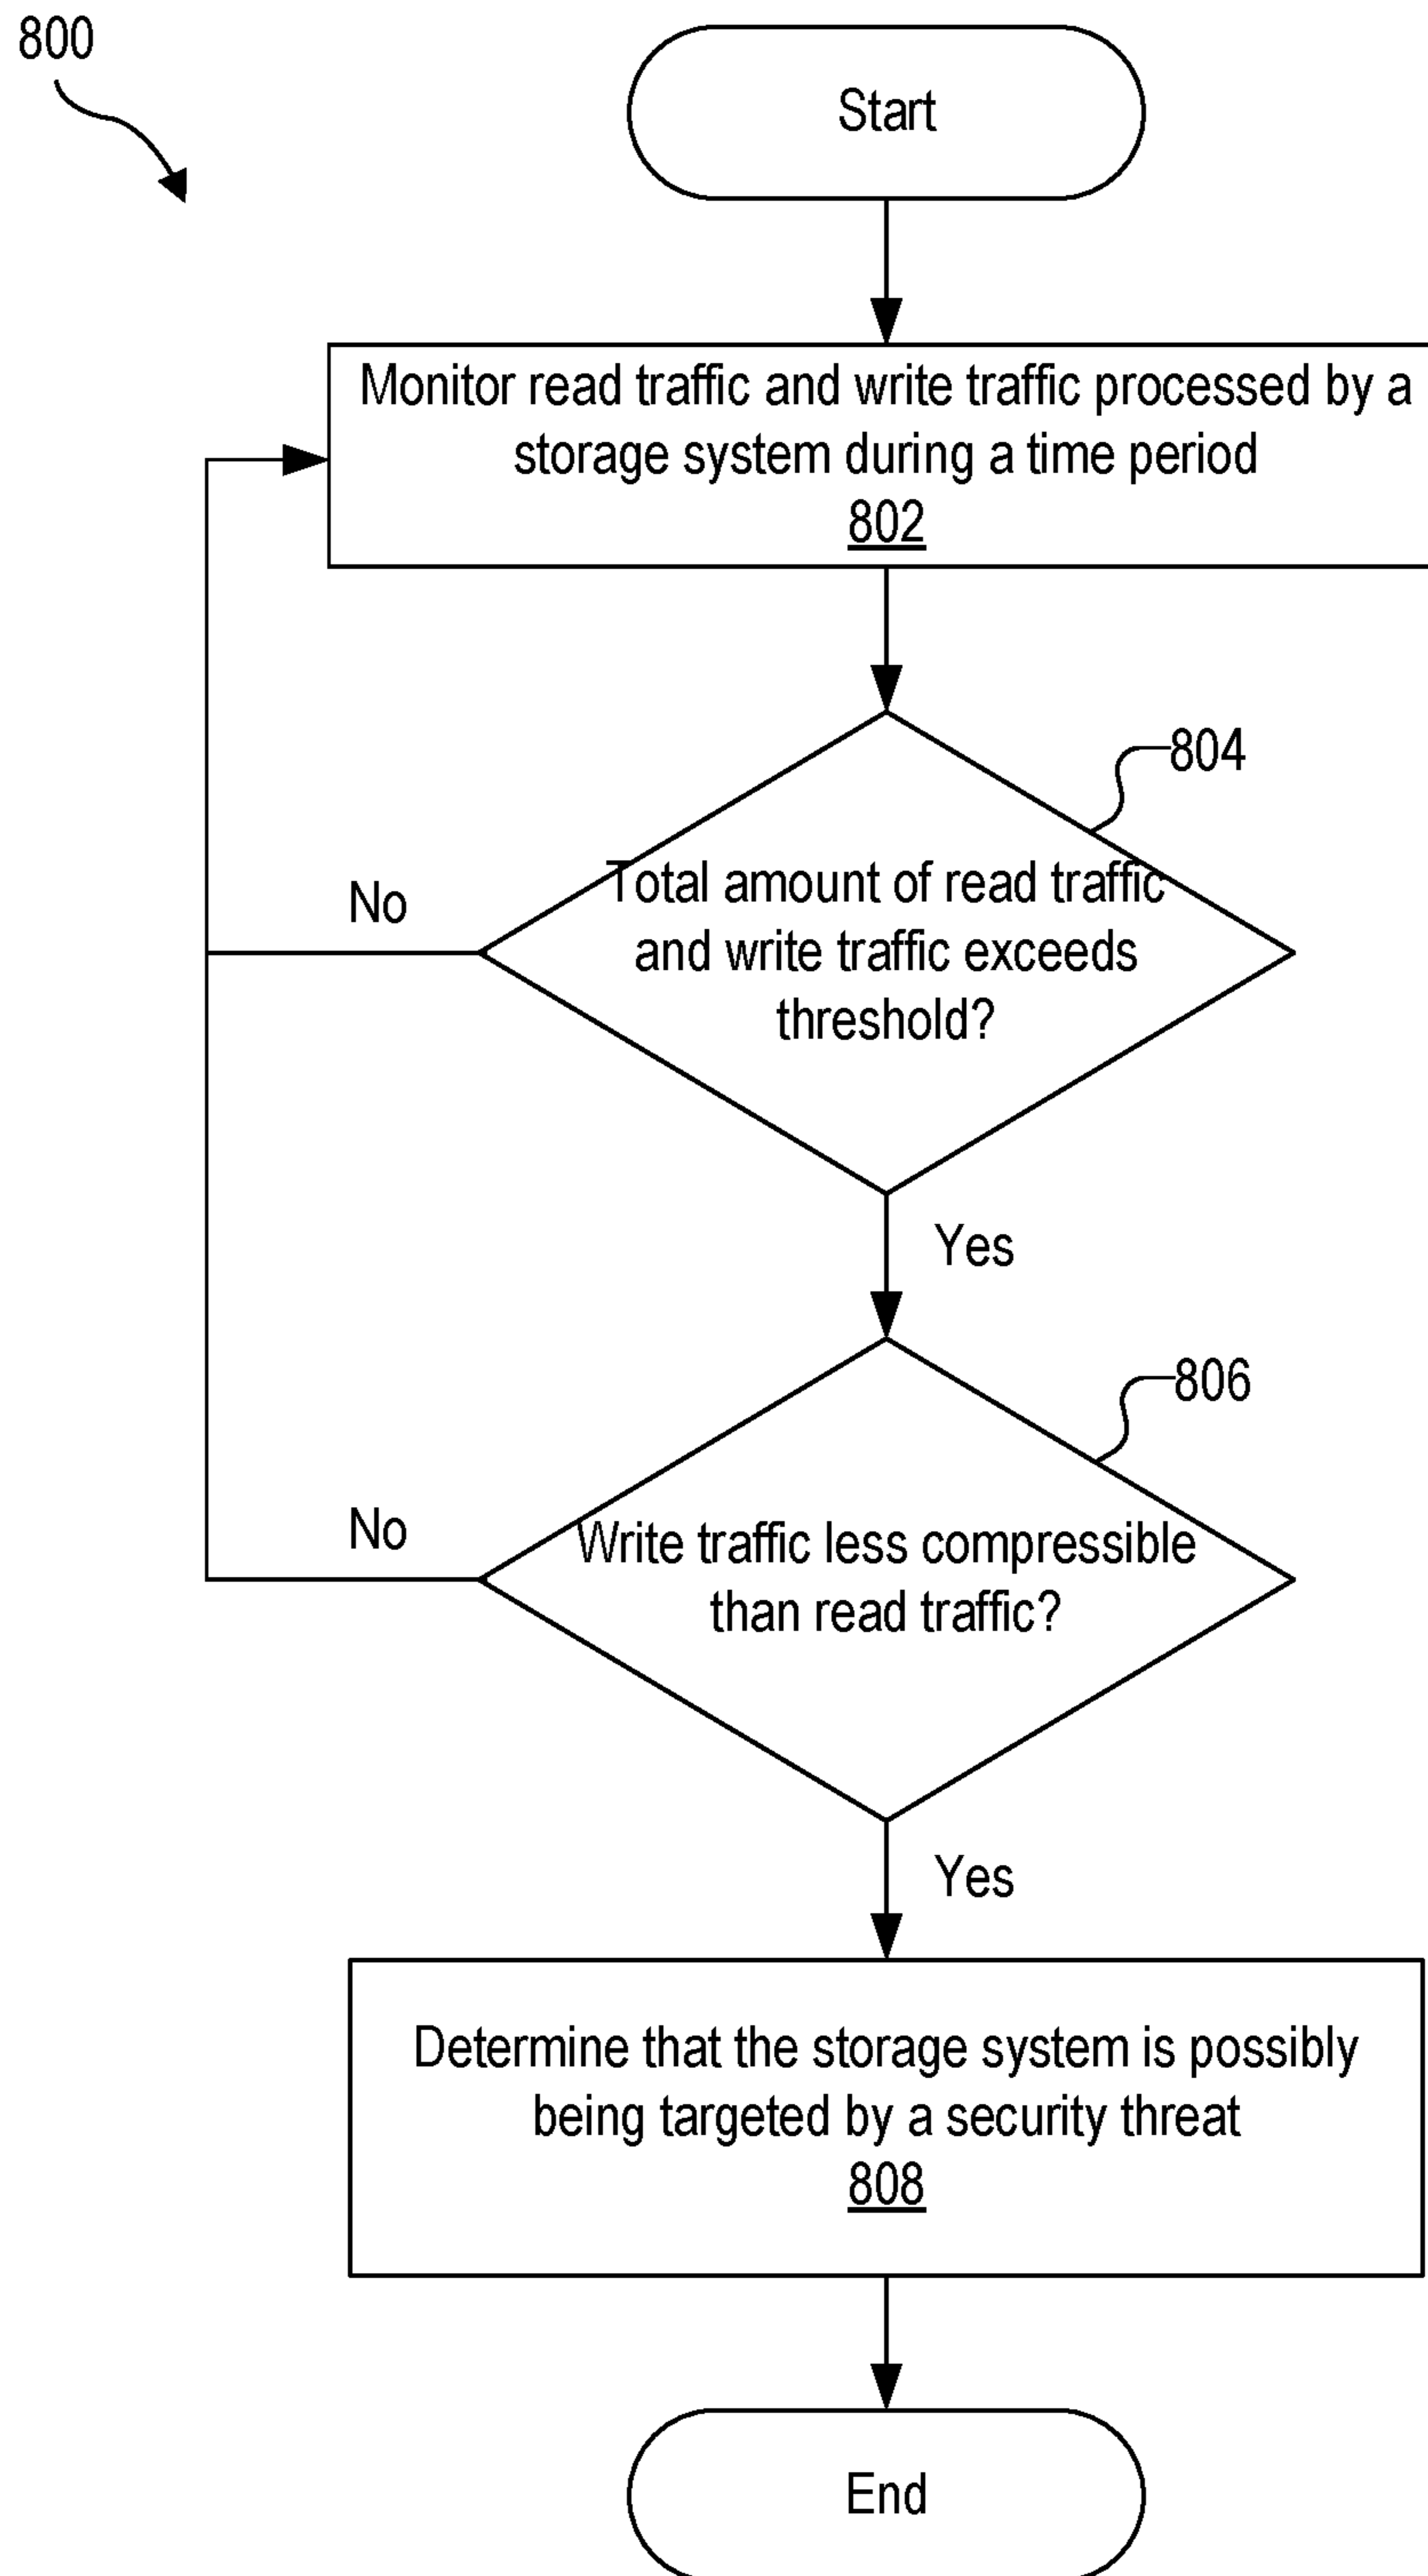 800
Start
Monitor read traffic and write traffic processed by a
storage system during a time period
802
804
Total amount of read traffic
and write traffic exceeds
threshold?
No
Yes
806
Write traffic less compressible
than read traffic?
No
Yes
Determine that the storage system is possibly
being targeted by a security threat
808
End